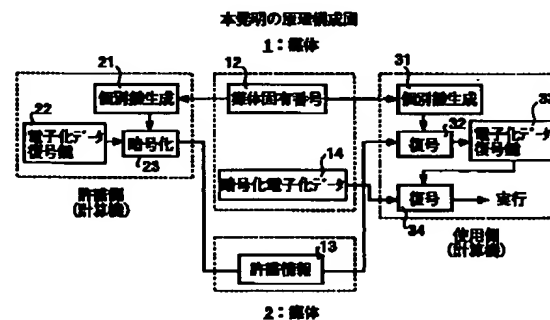 本発明の原理構成図
1：媒体
21
個別鍵生成
22
電子化データ
復号鍵
暗号化
23
許諾側
(計算機)
12
媒体固有番号
14
暗号化電子化データ
13
許諾情報
2：媒体
31
個別鍵生成
復号
32
33
電子化データ
復号鍵
復号
34
実行
使用側
(計算機)